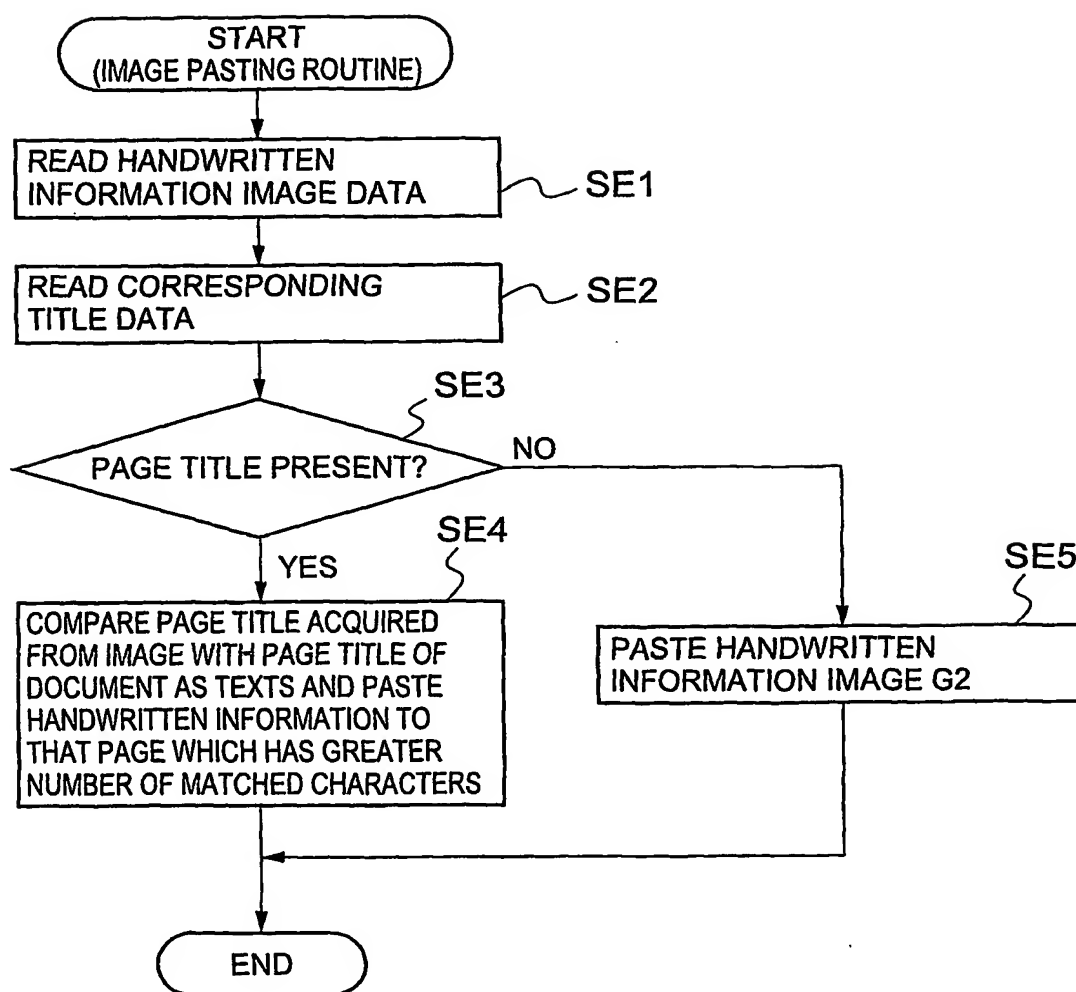 START
(IMAGE PASTING ROUTINE)
READ HANDWRITTEN
INFORMATION IMAGE DATA
SE1
READ CORRESPONDING
TITLE DATA
SE2
SE3
PAGE TITLE PRESENT?
NO
YES
SE4
COMPARE PAGE TITLE ACQUIRED
FROM IMAGE WITH PAGE TITLE OF
DOCUMENT AS TEXTS AND PASTE
HANDWRITTEN INFORMATION TO
THAT PAGE WHICH HAS GREATER
NUMBER OF MATCHED CHARACTERS
SE5
PASTE HANDWRITTEN
INFORMATION IMAGE G2
END